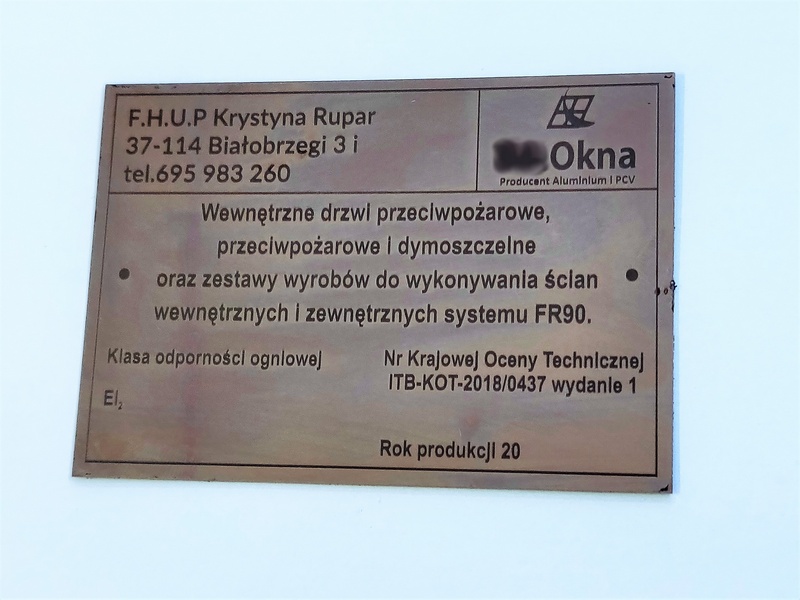 F.H.U.P Krystyna Rupar
37-114 Białobrzegi 3 i
tel.695 983 260
Okna
Producent Aluminium i PCV
Wewnętrzne drzwi przeciwpożarowe,
przeciwpożarowe i dymoszczelne
oraz zestawy wyrobów do wykonywania ścian
wewnętrznych i zewnętrznych systemu FR90.
Klasa odporności ogniowej
EI₂
Nr Krajowej Oceny Technicznej
ITB-KOT-2018/0437 wydanie 1
Rok produkcji 20